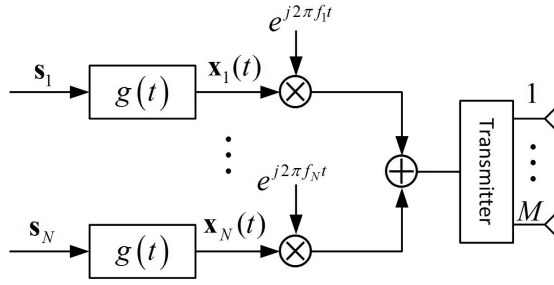 e^{j2πf_1t}
s_1 g(t) x_1(t) 1
⋮ ⋮
Transmitter
e^{j2πf_Nt}
s_N g(t) x_N(t) M